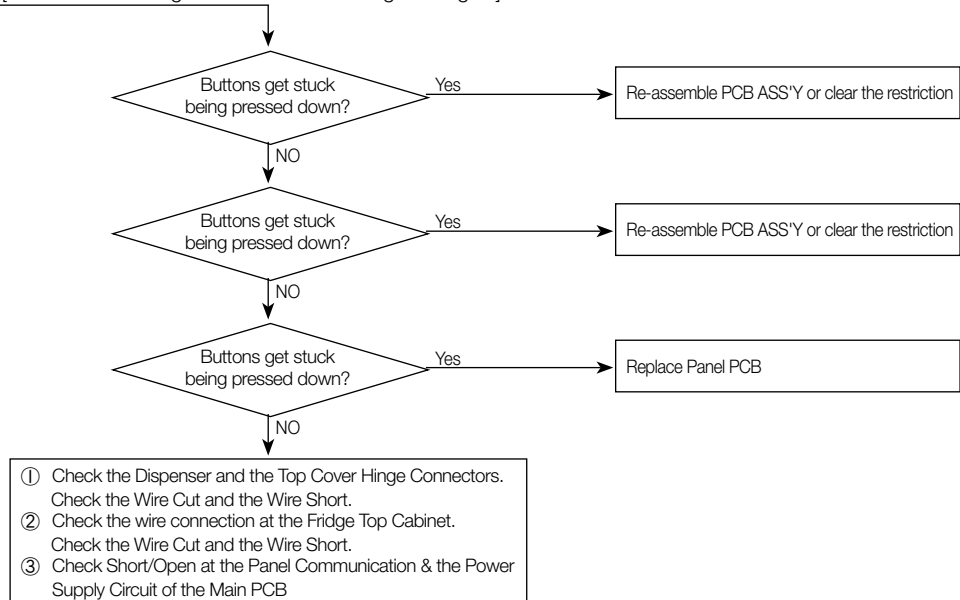 Buttons get stuck
being pressed down?
Yes
Re-assemble PCB ASS'Y or clear the restriction
NO
Buttons get stuck
being pressed down?
Yes
Re-assemble PCB ASS'Y or clear the restriction
NO
Buttons get stuck
being pressed down?
Yes
Replace Panel PCB
NO
① Check the Dispenser and the Top Cover Hinge Connectors.
Check the Wire Cut and the Wire Short.
② Check the wire connection at the Fridge Top Cabinet.
Check the Wire Cut and the Wire Short.
③ Check Short/Open at the Panel Communication & the Power
Supply Circuit of the Main PCB